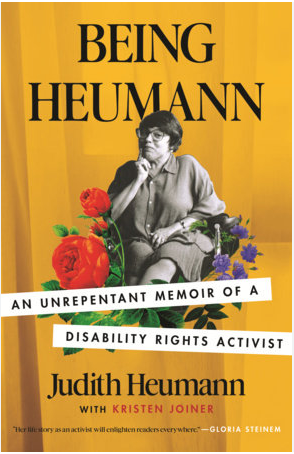 BEING
HEUMANN
AN UNREPENTANT MEMOIR OF A
DISABILITY RIGHTS ACTIVIST
Judith Heumann
WITH KRISTEN JOINER
"Her life story as an activist will enlighten readers everywhere." —GLORIA STEINEM